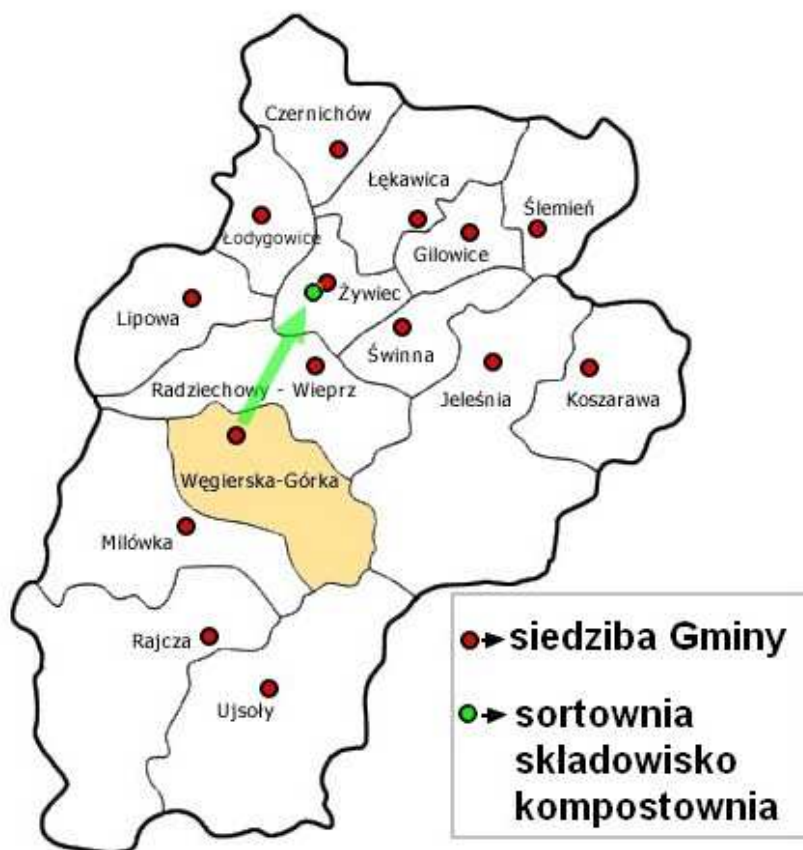 Czernichów
Łękawica
Ślemień
Łodygowice
Gilowice
Żywiec
Lipowa
Świnna
Radziechowy - Wieprz
Jeleśnia
Koszarawa
Węgierska-Górka
Milówka
Rajcza
Ujsoły
siedziba Gminy
sortownia
skladowisko
kompostownia